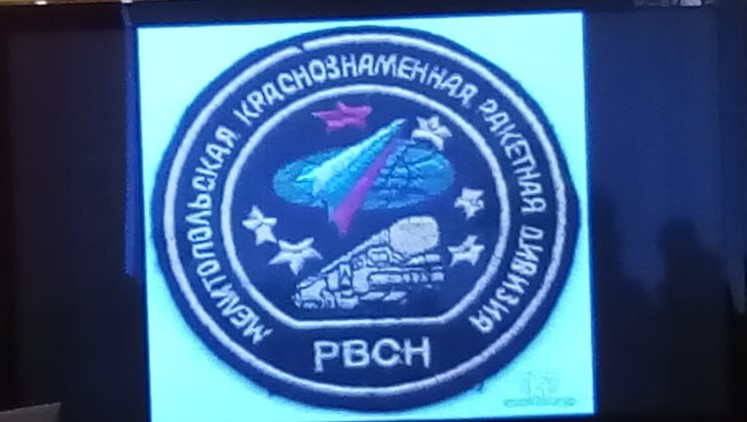 МЕЛИТОПОЛЬСКАЯ КРАСНОЗНАМЕННАЯ РАКЕТНАЯ ДИВИЗИЯ
РВСН